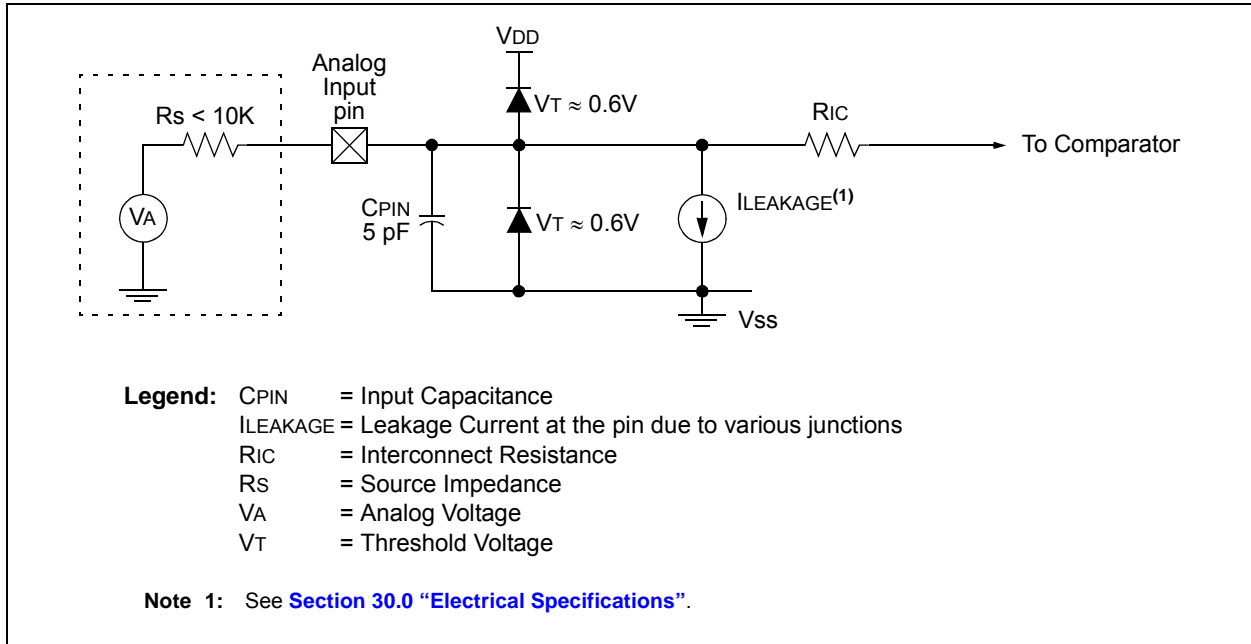 VDD
Analog
Input
pin
Rs < 10K
VT ≈ 0.6V
RIC
To Comparator
VA
CPIN
5 pF
VT ≈ 0.6V
ILEAKAGE(1)
Vss
Legend: CPIN = Input Capacitance
ILEAKAGE = Leakage Current at the pin due to various junctions
RIC = Interconnect Resistance
RS = Source Impedance
VA = Analog Voltage
VT = Threshold Voltage
Note 1: See Section 30.0 “Electrical Specifications”.